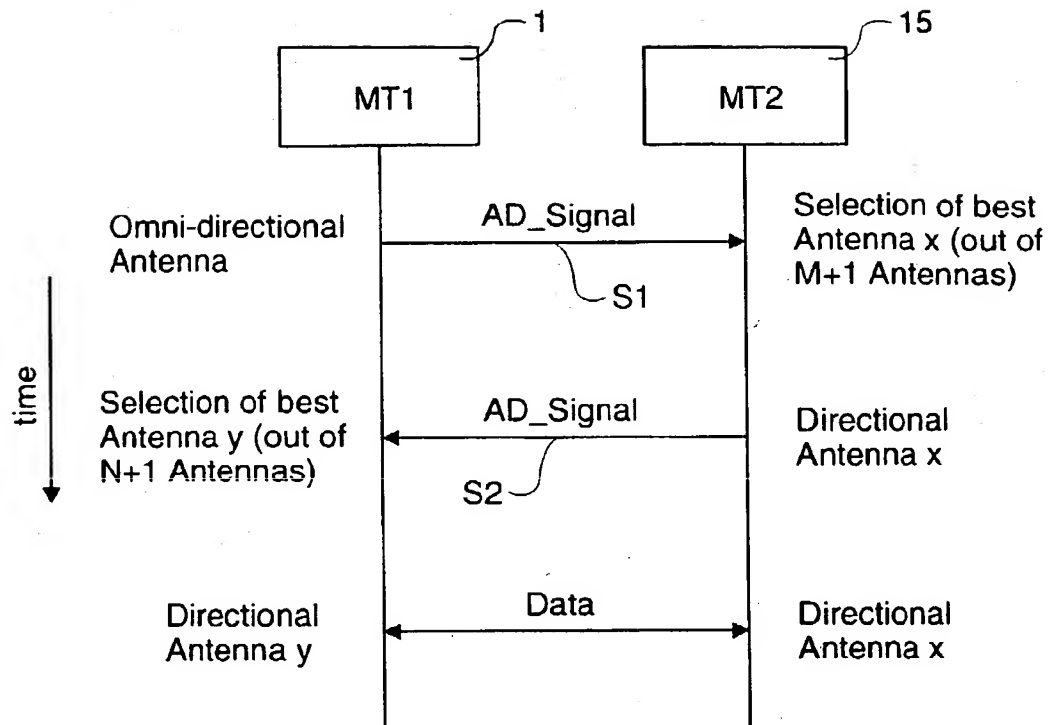 1
15
MT1
MT2
Omni-directional
Antenna
AD_Signal
Selection of best
Antenna x (out of
M+1 Antennas)
S1
time
Selection of best
Antenna y (out of
N+1 Antennas)
AD_Signal
Directional
Antenna x
S2
Directional
Antenna y
Data
Directional
Antenna x